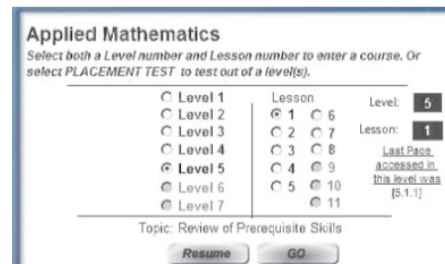 Applied Mathematics
Select both a Level number and Lesson number to enter a course. Or
select PLACEMENT TEST to test out of a level(s).
Level 1
Level 2
Level 3
Level 4
Level 5
Level 6
Level 7
Lesson
1 6
2 7
3 8
4 9
5 10
11
Level: 5
Lesson: 1
Last Page
accessed in
this level was
[5.1.1]
Topic: Review of Prerequisite Skills
Resume GO